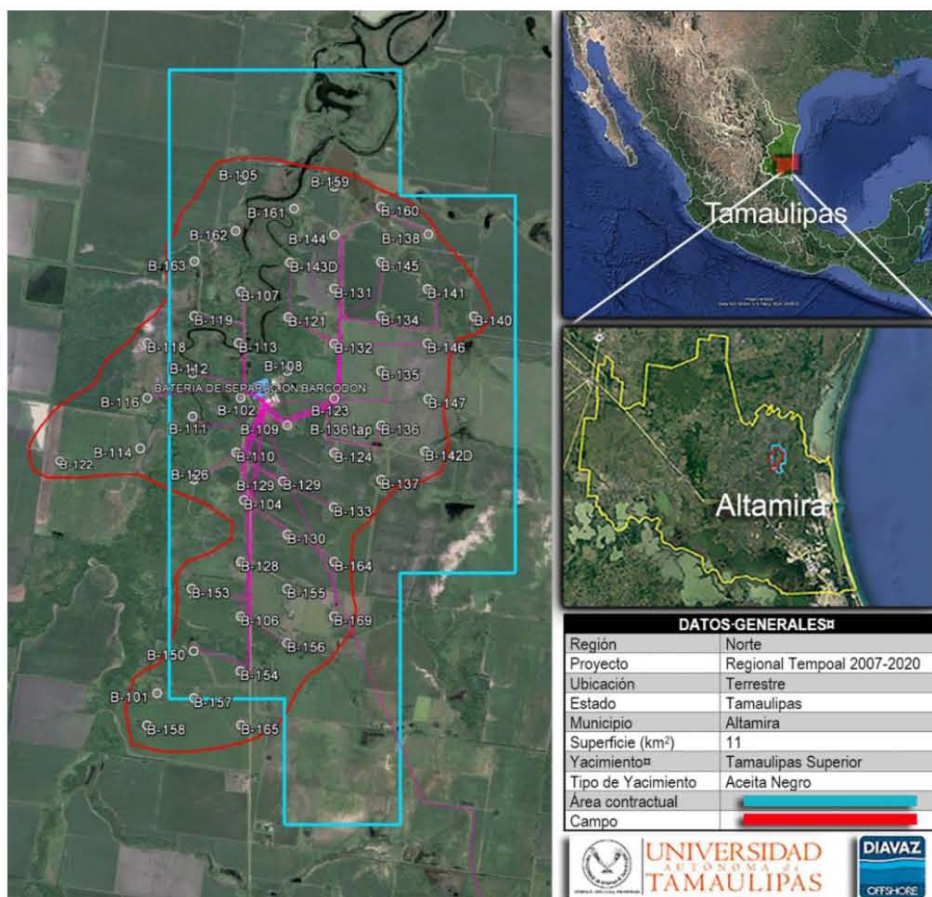 B-105
B-159
B-161
B-160
B-162
B-144
B-138
B-163
B-143D
B-145
B-107
B-131
B-141
B-119
B-121
B-134
B-140
B-118
B-113
B-132
B-146
B-112
B-108
B-135
BATERIA DE SEPARACIÓN BARCODON
B-116
B-102
B-123
B-147
B-111
B-109
B-136 tap
B-136
B-114
B-110
B-124
B-142D
B-122
B-126
B-129
B-129
B-137
B-104
B-133
B-130
B-128
B-164
B-153
B-155
B-106
B-169
B-150
B-156
B-154
B-101
B-157
B-158
B-165
Tamaulipas
Altamira
DATOS·GENERALES¤
Región Norte
Proyecto Regional Tempoal 2007-2020
Ubicación Terrestre
Estado Tamaulipas
Municipio Altamira
Superficie (km²) 11
Yacimiento¤ Tamaulipas Superior
Tipo de Yacimiento Aceita Negro
Área contractual
Campo
UNIVERSIDAD
AUTÓNOMA de
TAMAULIPAS
DIAVAZ
OFFSHORE